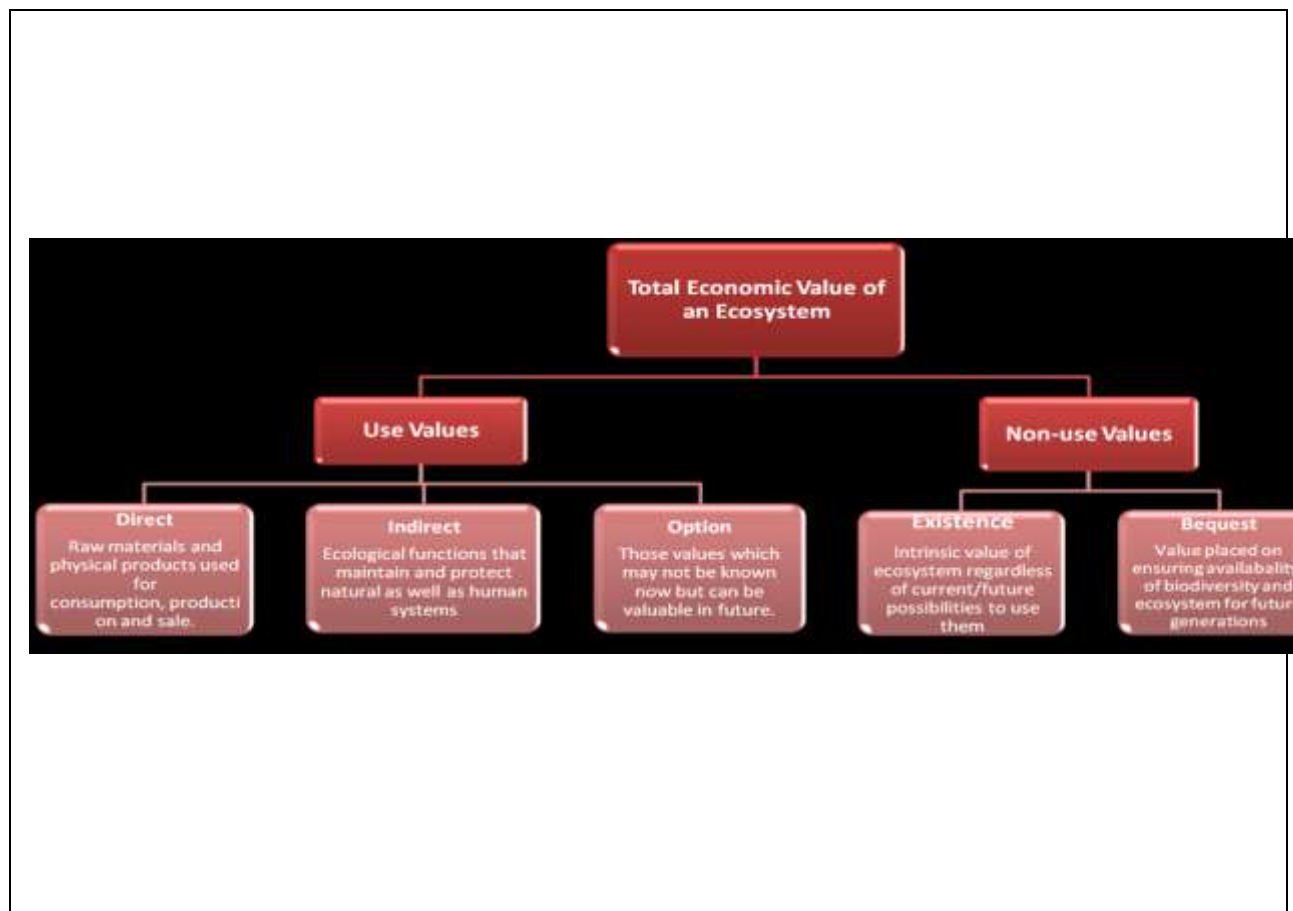 Total Economic Value of
an Ecosystem
Use Values
Non-use Values
Direct
Raw materials and
physical products used
for
consumption, producti
on and sale.
Indirect
Ecological functions that
maintain and protect
natural as well as human
systems
Option
Those values which
may not be known
now but can be
valuable in future.
Existence
Intrinsic value of
ecosystem regardless
of current/future
possibilities to use
them
Bequest
Value placed on
ensuring availabality
of biodiversity and
ecosystem for future
generations